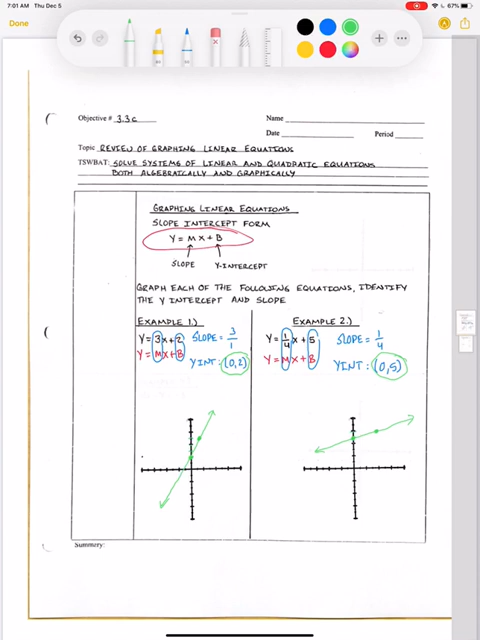 7:01 AM Thu Dec 5
67%
Done
Objective # 3.3c
Name
Date
Period
Topic REVIEW OF GRAPHING LINEAR EQUATIONS
TSWBAT: SOLVE SYSTEMS OF LINEAR AND QUADRATIC EQUATIONS
BOTH ALGEBRAICALLY AND GRAPHICALLY
GRAPHING LINEAR EQUATIONS
SLOPE INTERCEPT FORM
Y = MX + B
SLOPE Y-INTERCEPT
GRAPH EACH OF THE FOLLOWING EQUATIONS, IDENTIFY
THE Y INTERCEPT AND SLOPE
EXAMPLE 1.)
Y = 3X + 2 SLOPE = 3/1
Y = MX + B
Y INT: (0,2)
EXAMPLE 2.)
Y = 1/4 X + 5 SLOPE = 1/4
Y = MX + B
Y INT: (0,5)
Summary: